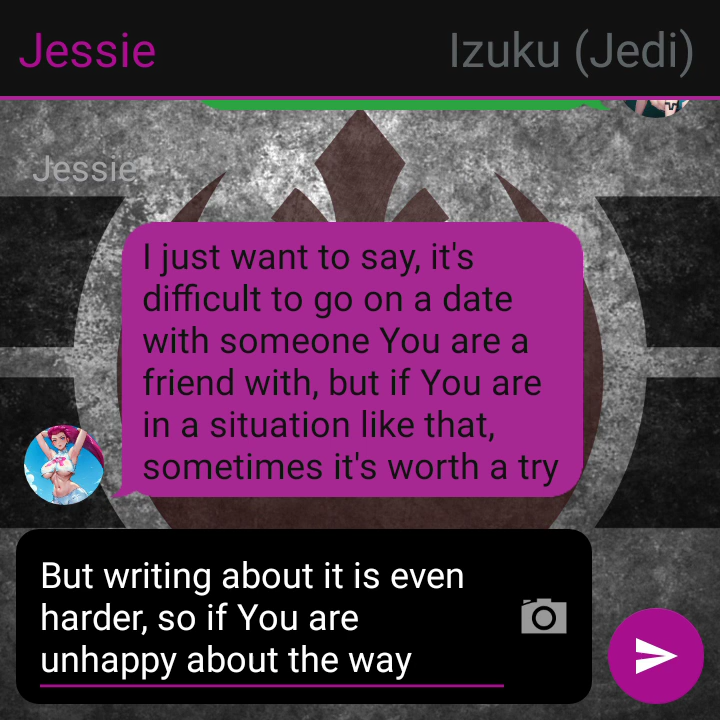 Jessie
Izuku (Jedi)
Jessie
I just want to say, it's
difficult to go on a date
with someone You are a
friend with, but if You are
in a situation like that,
sometimes it's worth a try
But writing about it is even
harder, so if You are
unhappy about the way